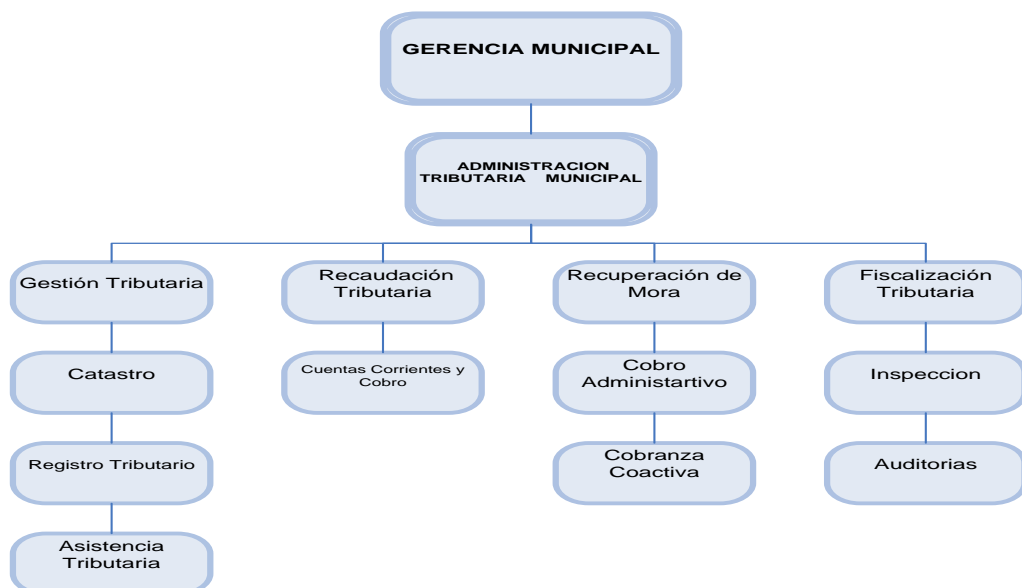 GERENCIA MUNICIPAL
ADMINISTRACION
TRIBUTARIA MUNICIPAL
Gestión Tributaria
Recaudación
Tributaria
Recuperación de
Mora
Fiscalización
Tributaria
Catastro
Cuentas Corrientes y
Cobro
Cobro
Administartivo
Inspeccion
Registro Tributario
Cobranza
Coactiva
Auditorias
Asistencia
Tributaria